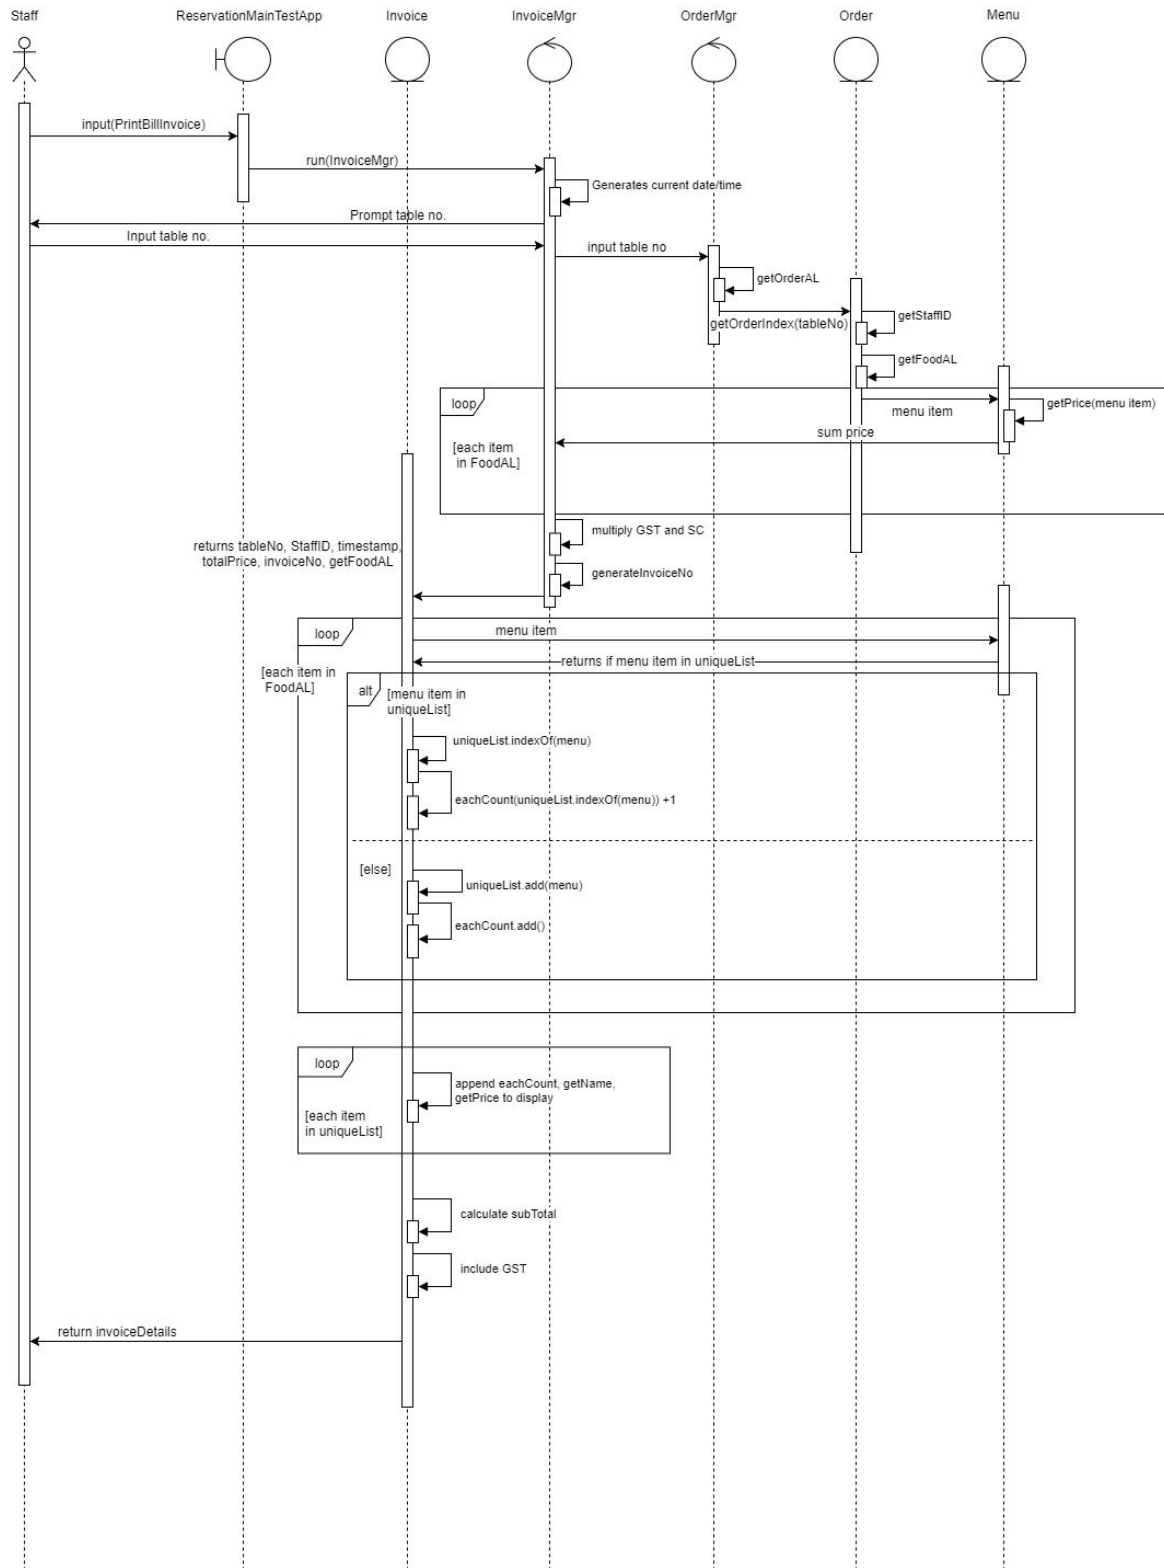 Staff
ReservationMainTestApp
Invoice
InvoiceMgr
OrderMgr
Order
Menu
input(PrintBillInvoice)
run(InvoiceMgr)
Generates current date/time
Prompt table no.
Input table no.
input table no
getOrderAL
getOrderIndex(tableNo)
getStaffID
getFoodAL
loop
menu item
getPrice(menu item)
sum price
[each item
in FoodAL]
multiply GST and SC
returns tableNo, StaffID, timestamp,
totalPrice, invoiceNo, getFoodAL
generateInvoiceNo
loop
menu item
returns if menu item in uniqueList
[each item in
FoodAL]
alt
[menu item in
uniqueList]
uniqueList.indexOf(menu)
eachCount(uniqueList.indexOf(menu)) +1
[else]
uniqueList.add(menu)
eachCount.add()
loop
append eachCount, getName,
getPrice to display
[each item
in uniqueList]
calculate subTotal
include GST
return invoiceDetails